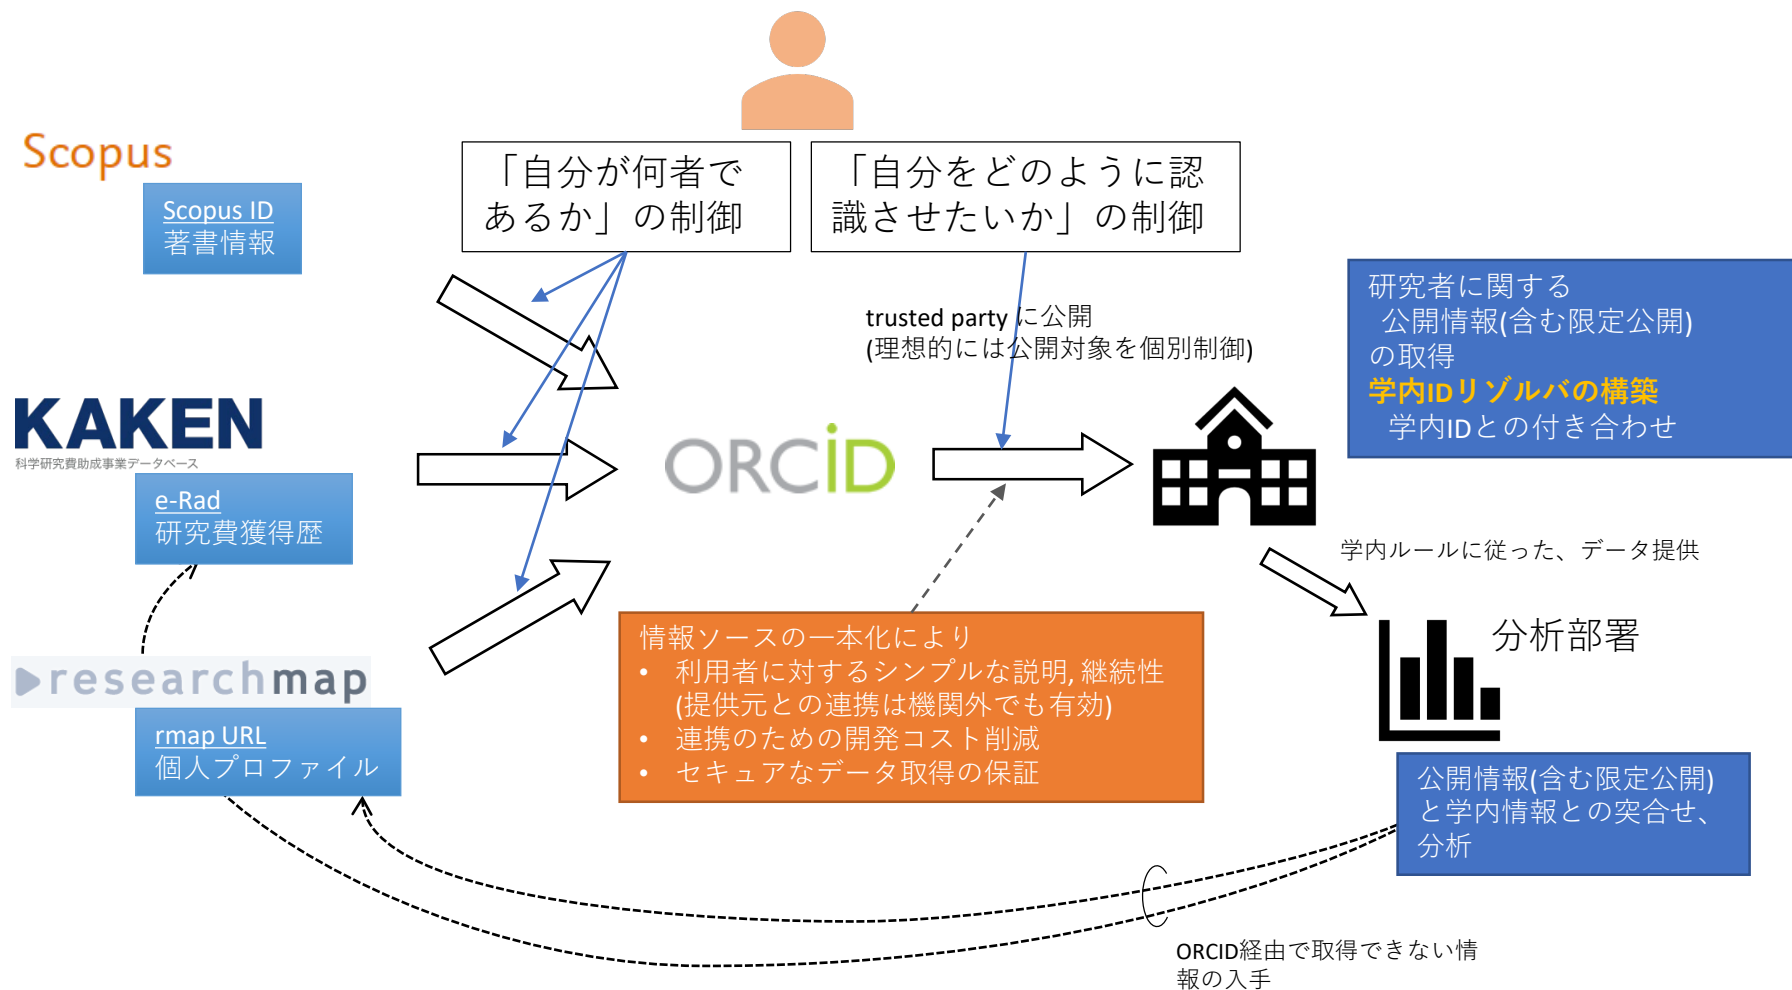 Scopus
Scopus ID
著書情報
「自分が何者で
あるか」の制御
「自分をどのように認
識させたいか」の制御
trusted party に公開
(理想的には公開対象を個別制御)
研究者に関する
公開情報(含む限定公開)
の取得
学内IDリゾルバの構築
学内IDとの付き合わせ
KAKEN
科学研究費助成事業データベース
e-Rad
研究費獲得歴
ORCiD
学内ルールに従った、データ提供
分析部署
researchmap
rmap URL
個人プロファイル
情報ソースの一本化により
• 利用者に対するシンプルな説明, 継続性
(提供元との連携は機関外でも有効)
• 連携のための開発コスト削減
• セキュアなデータ取得の保証
公開情報(含む限定公開)
と学内情報との突合せ、
分析
ORCID経由で取得できない情
報の入手